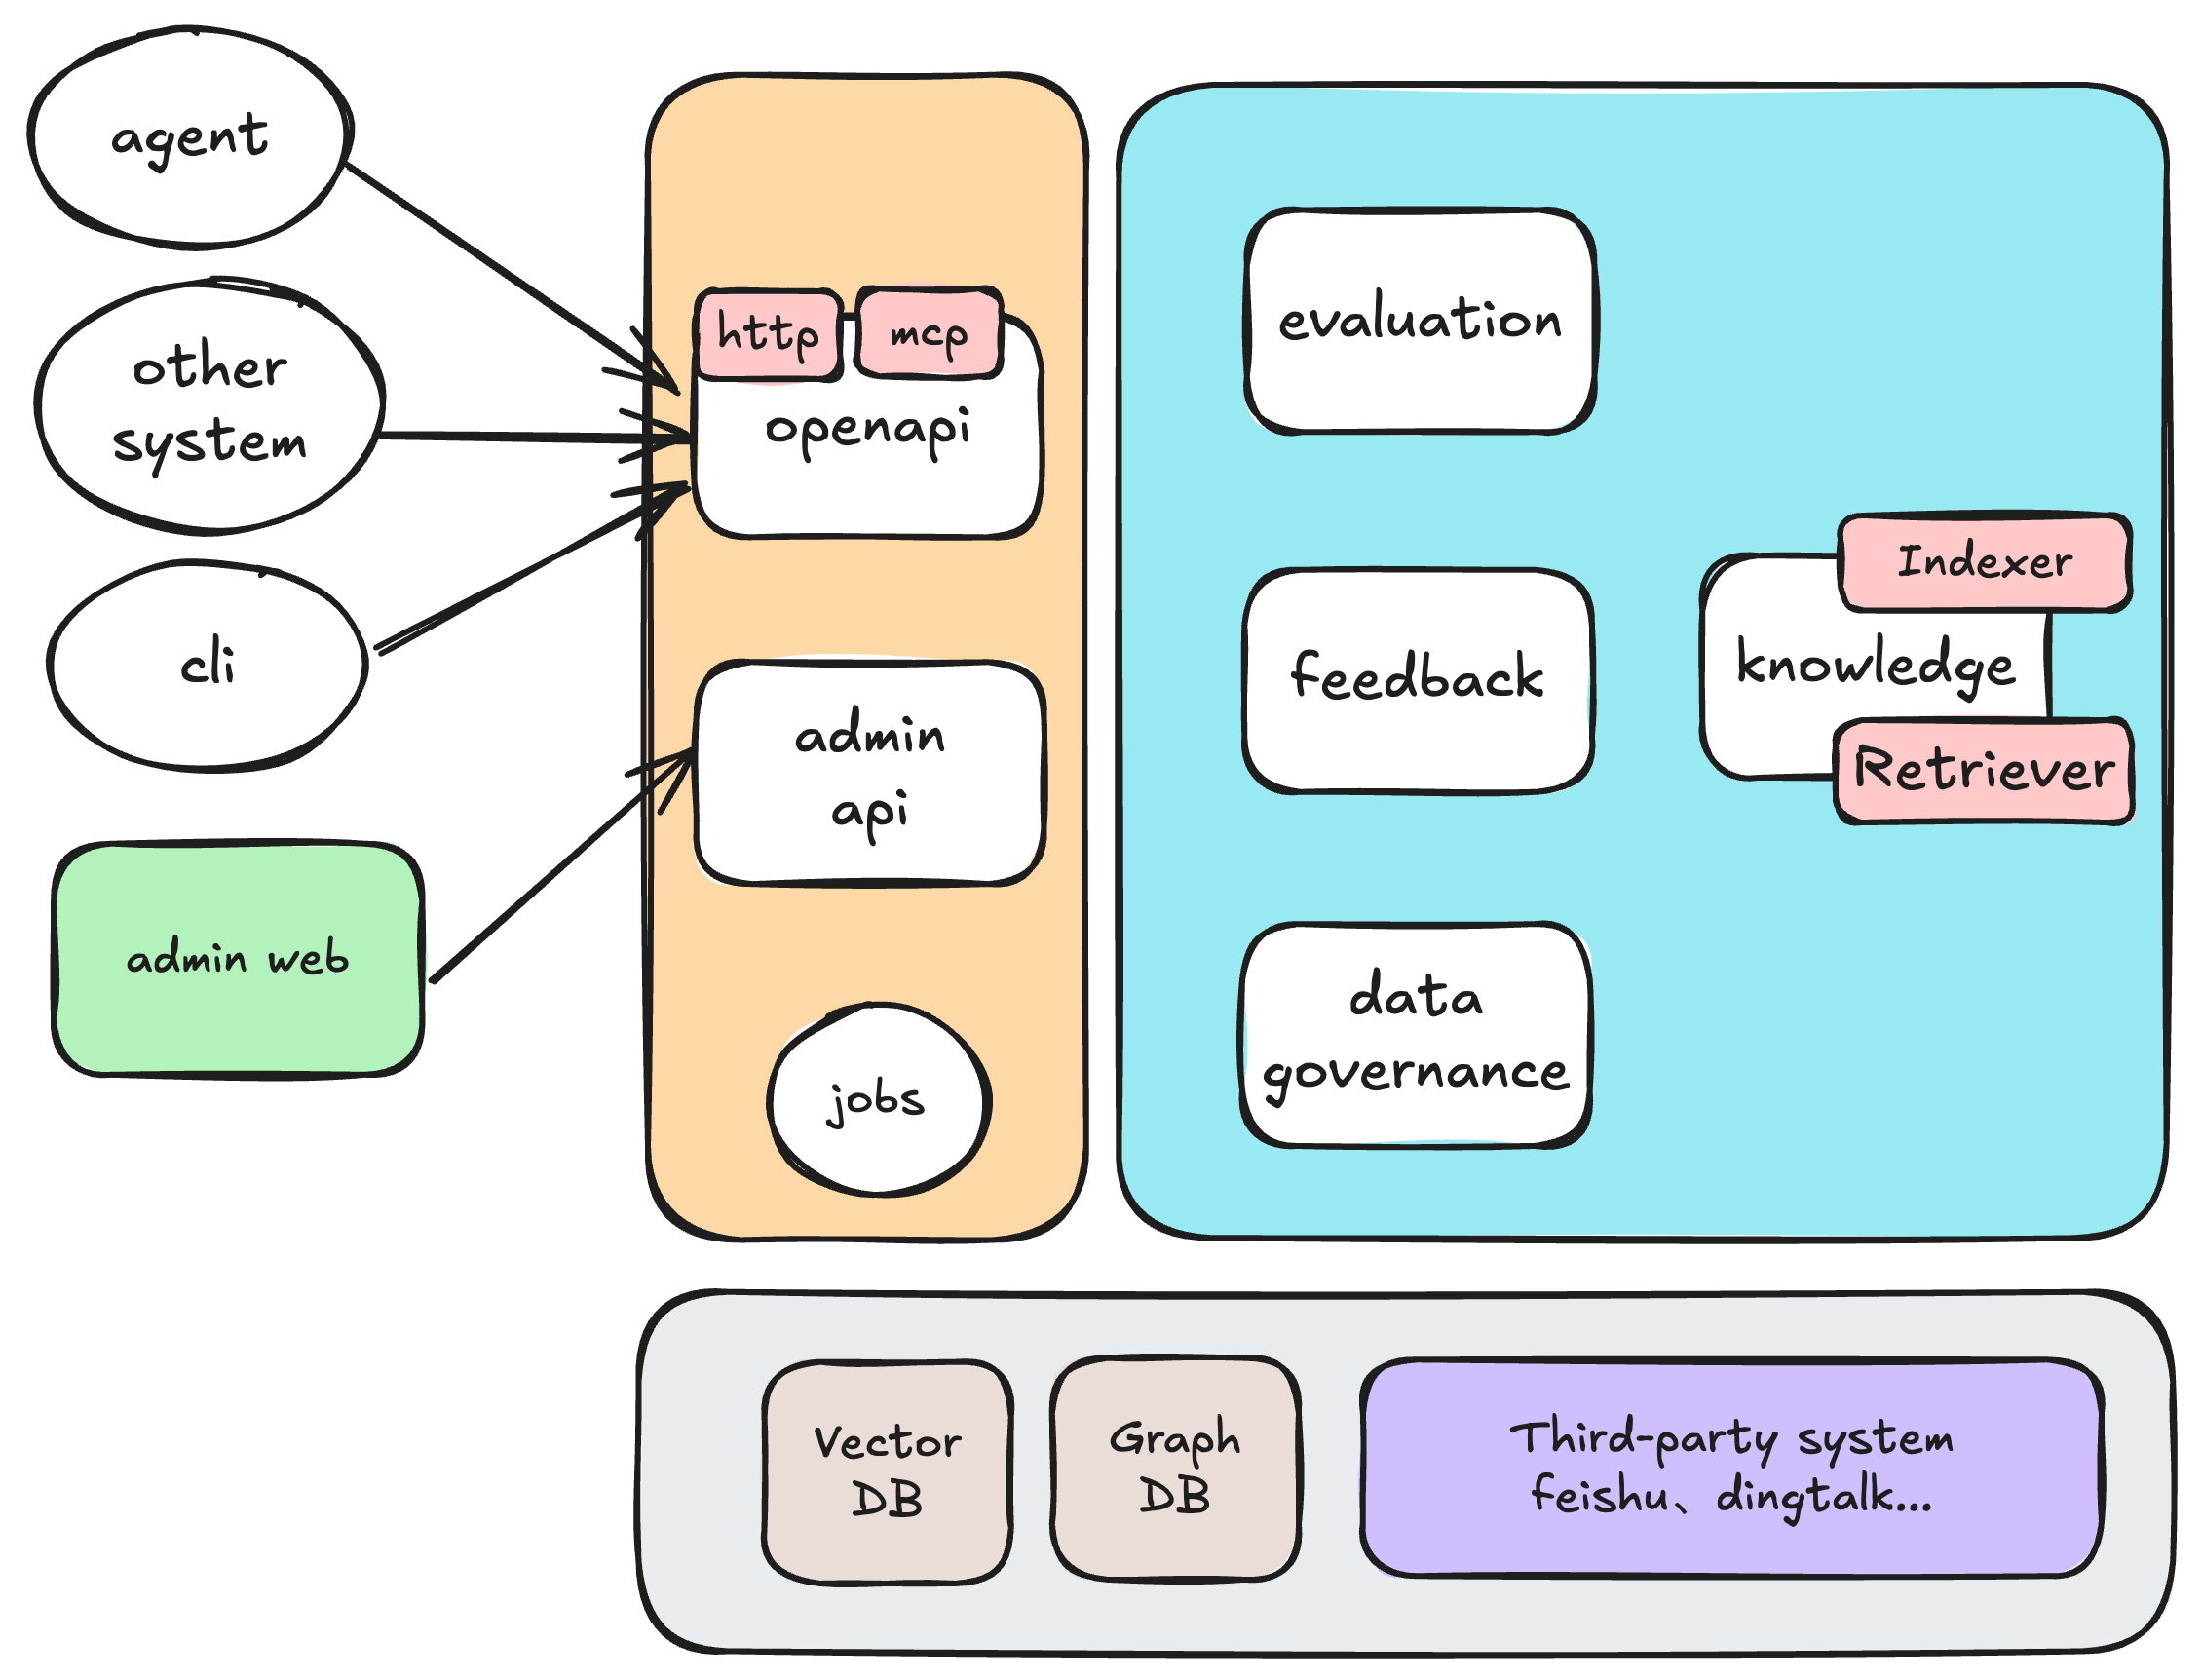 agent
other
system
cli
admin web
http
mcp
openapi
admin
api
jobs
evaluation
feedback
data
governance
Indexer
knowledge
Retriever
Vector
DB
Graph
DB
Third-party system
feishu、dingtalk...